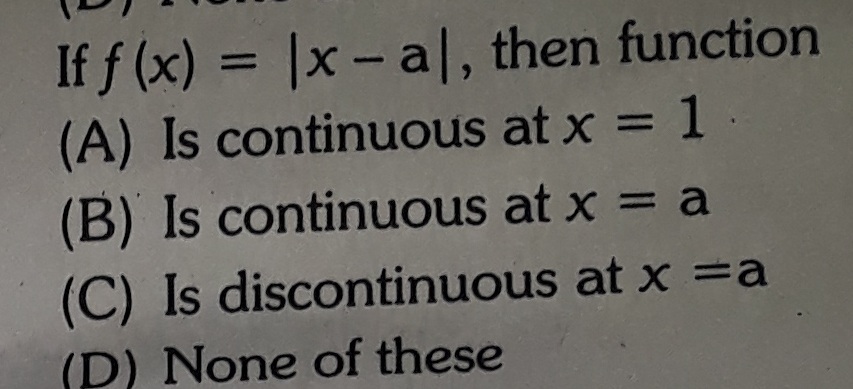 If f (x) = |x – a|, then function
(A) Is continuous at x = 1
(B) Is continuous at x = a
(C) Is discontinuous at x =a
(D) None of these